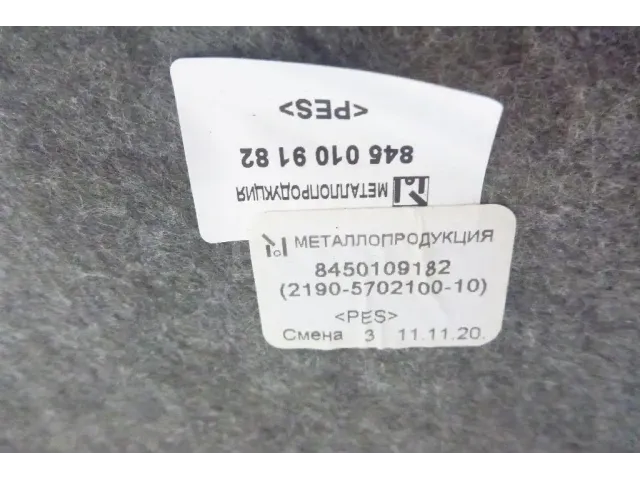 <PES>
845 010 91 82
МЕТАЛЛОПРОДУКЦИЯ
МЕТАЛЛОПРОДУКЦИЯ
8450109182
(2190-5702100-10)
<PES>
Смена 3 11.11.20.